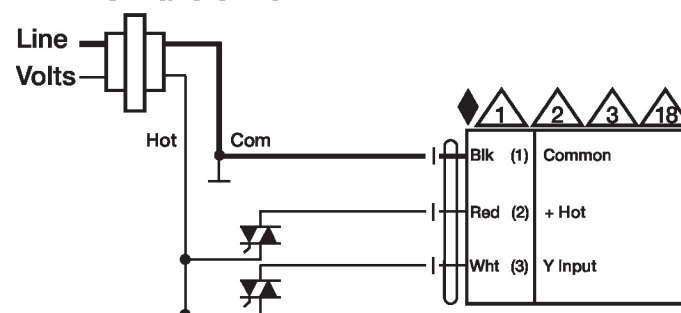 Line
Volts
Hot
Com
1 2 3 18
Blk (1) Common
Red (2) + Hot
Wht (3) Y Input